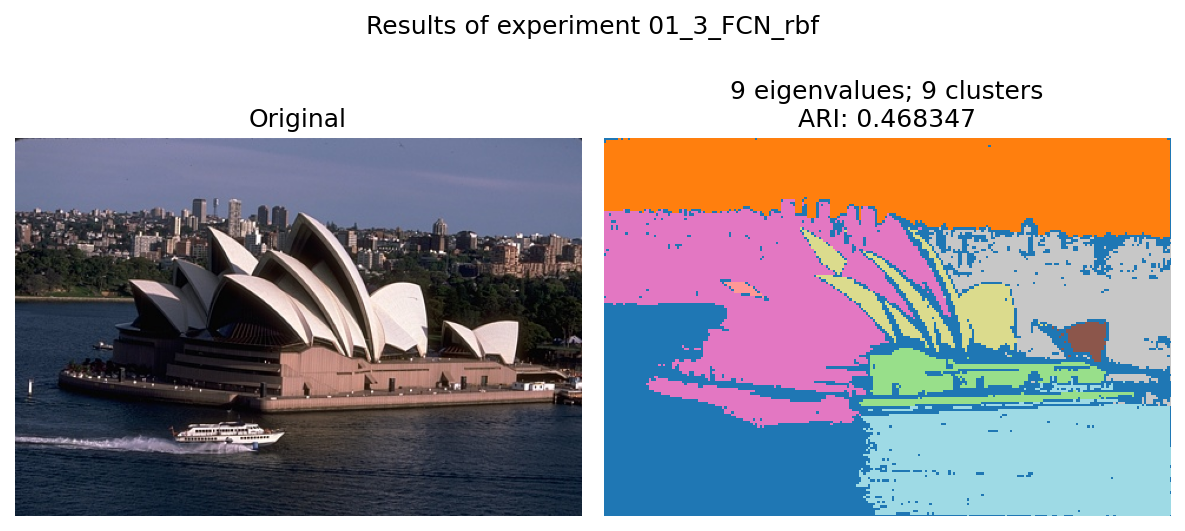 Results of experiment 01_3_FCN_rbf
Original
9 eigenvalues; 9 clusters
ARI: 0.468347